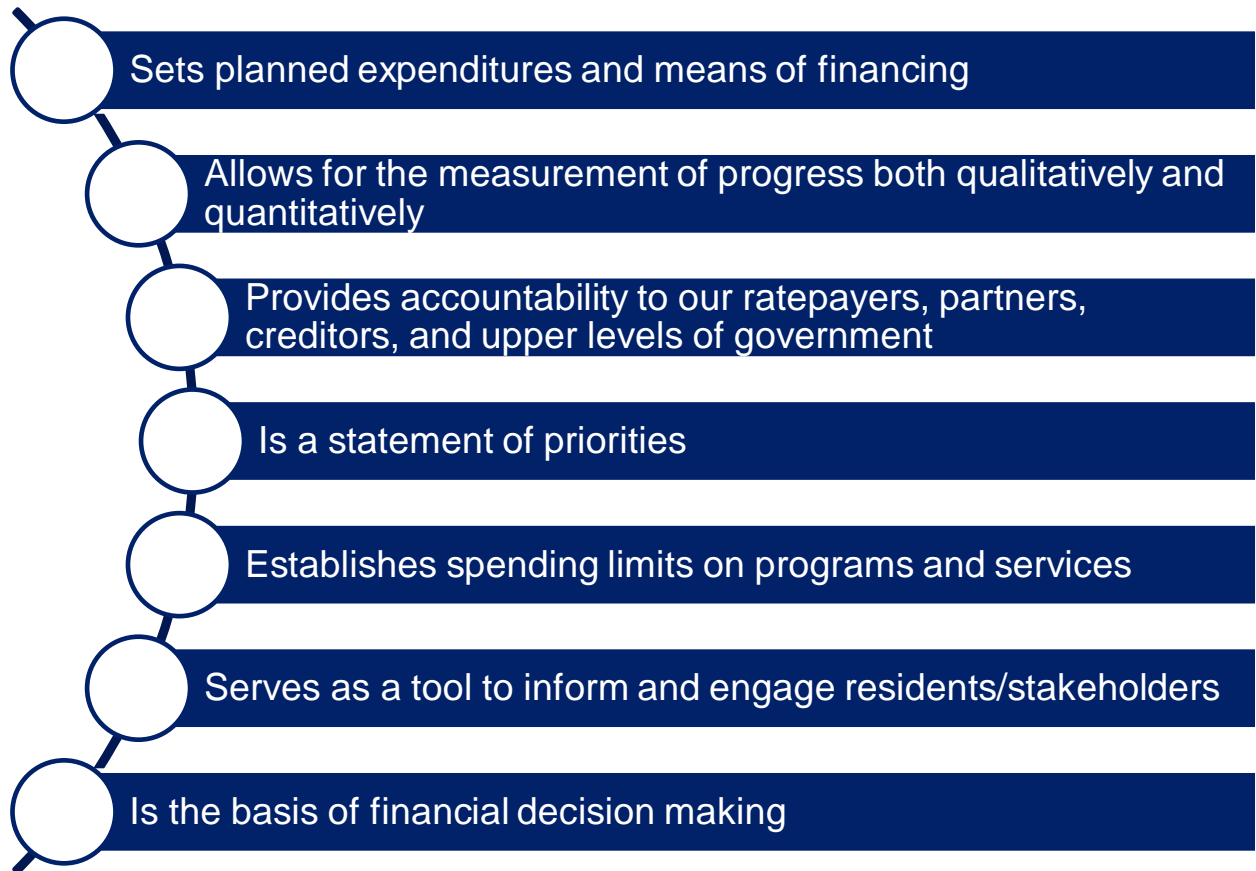 Sets planned expenditures and means of financing
Allows for the measurement of progress both qualitatively and
quantitatively
Provides accountability to our ratepayers, partners,
creditors, and upper levels of government
Is a statement of priorities
Establishes spending limits on programs and services
Serves as a tool to inform and engage residents/stakeholders
Is the basis of financial decision making